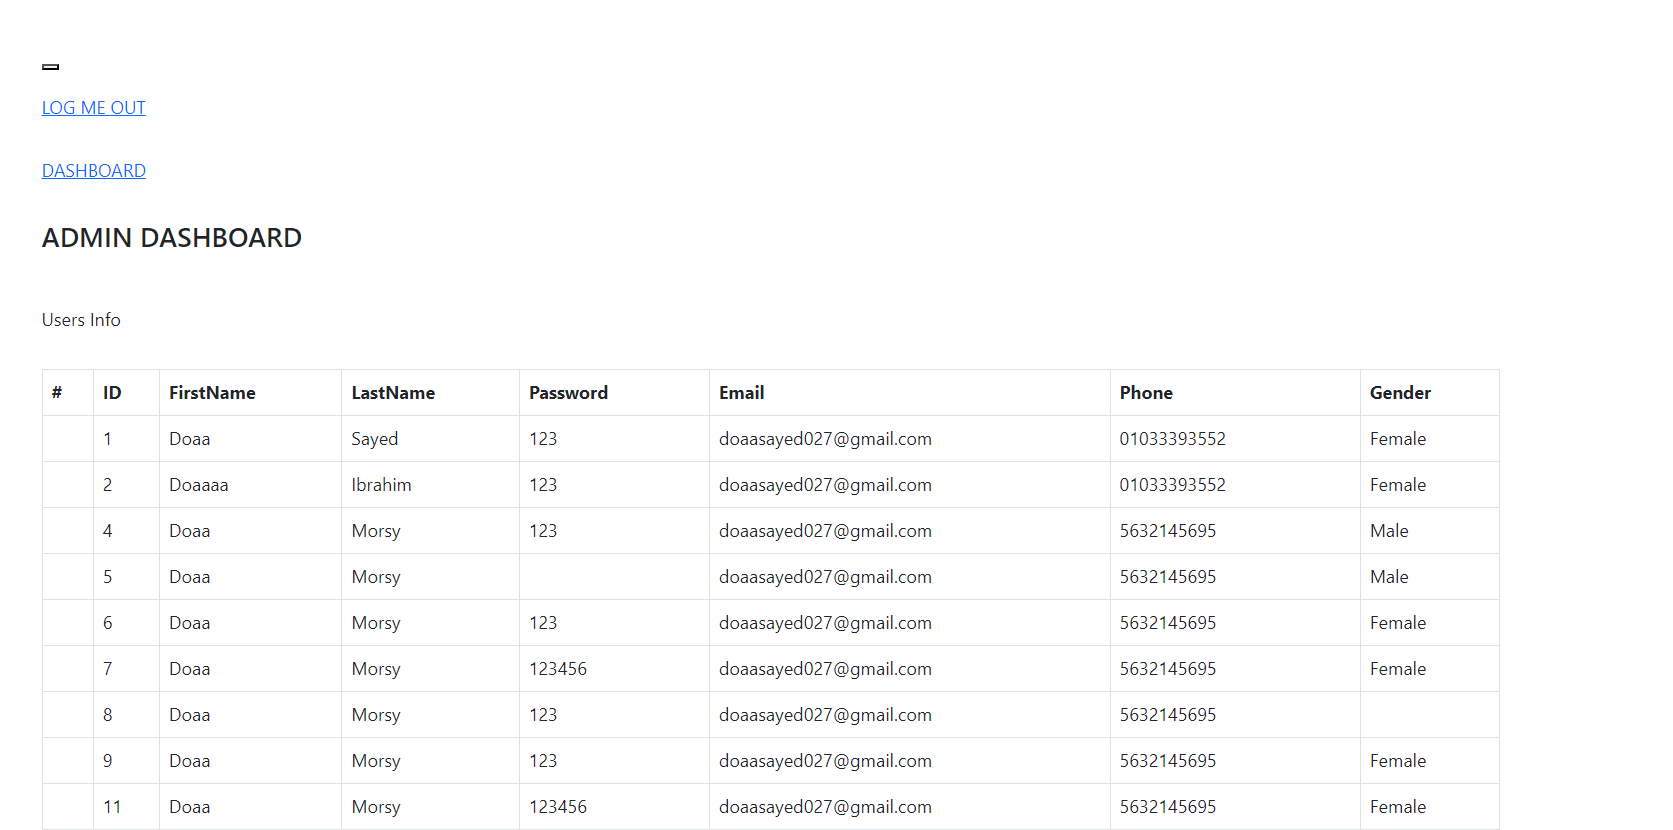 LOG ME OUT
DASHBOARD
ADMIN DASHBOARD
Users Info
# ID FirstName LastName Password Email Phone Gender
1 Doaa Sayed 123 doaasayed027@gmail.com 01033393552 Female
2 Doaaaa Ibrahim 123 doaasayed027@gmail.com 01033393552 Female
4 Doaa Morsy 123 doaasayed027@gmail.com 5632145695 Male
5 Doaa Morsy doaasayed027@gmail.com 5632145695 Male
6 Doaa Morsy 123 doaasayed027@gmail.com 5632145695 Female
7 Doaa Morsy 123456 doaasayed027@gmail.com 5632145695 Female
8 Doaa Morsy 123 doaasayed027@gmail.com 5632145695
9 Doaa Morsy 123 doaasayed027@gmail.com 5632145695 Female
11 Doaa Morsy 123456 doaasayed027@gmail.com 5632145695 Female